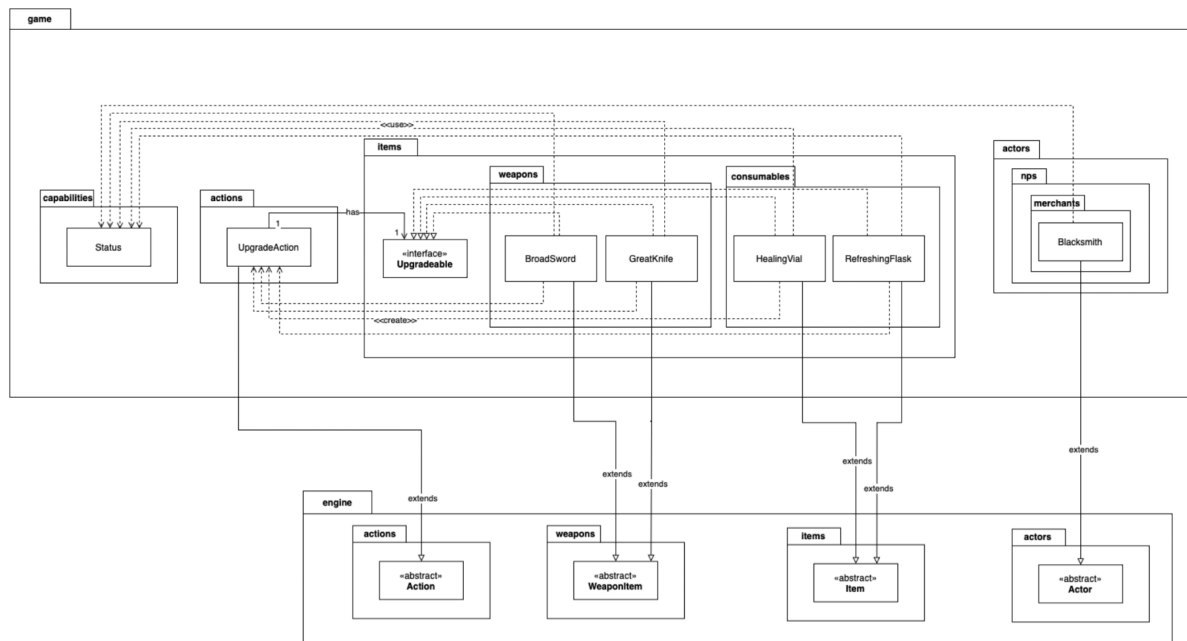 game
<<use>>
items
actors
weapons
consumables
nps
capabilities
actions
merchants
has
1
1
Status
UpgradeAction
«interface»
Upgradeable
BroadSword
GreatKnife
HealingVial
RefreshingFlask
Blacksmith
<<create>>
extends
extends
extends
extends
extends
extends
engine
actions
weapons
items
actors
«abstract»
Action
«abstract»
WeaponItem
«abstract»
Item
«abstract»
Actor